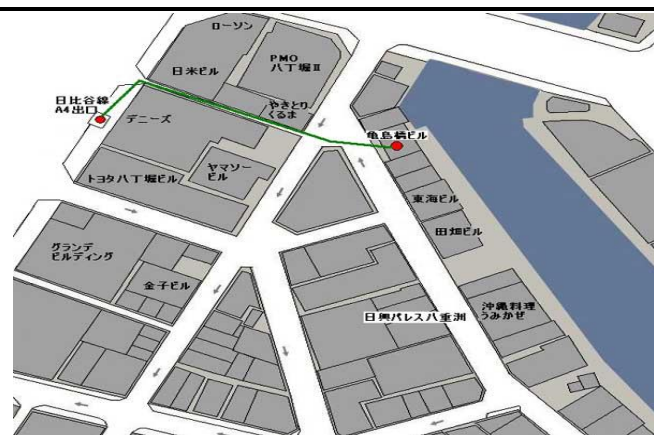 ローソン
PMO
八丁堀Ⅱ
日米ビル
日比谷線
A4出口
やきとり
くるま
デニーズ
亀島橋ビル
ヤマソー
ビル
トヨタ八丁堀ビル
東海ビル
田畑ビル
グランデ
ビルディング
金子ビル
日興パレス八重洲
沖縄料理
うみかぜ